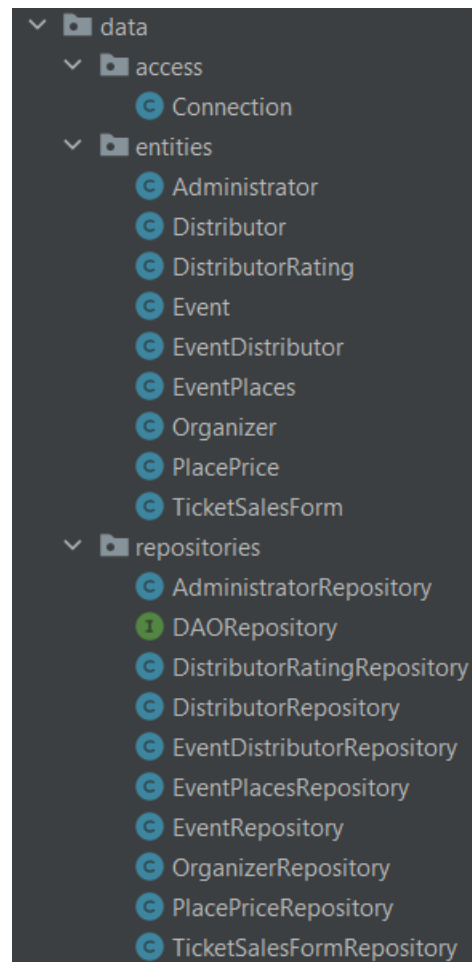 data
access
C Connection
entities
C Administrator
C Distributor
C DistributorRating
C Event
C EventDistributor
C EventPlaces
C Organizer
C PlacePrice
C TicketSalesForm
repositories
C AdministratorRepository
I DAORepository
C DistributorRatingRepository
C DistributorRepository
C EventDistributorRepository
C EventPlacesRepository
C EventRepository
C OrganizerRepository
C PlacePriceRepository
C TicketSalesFormRepository